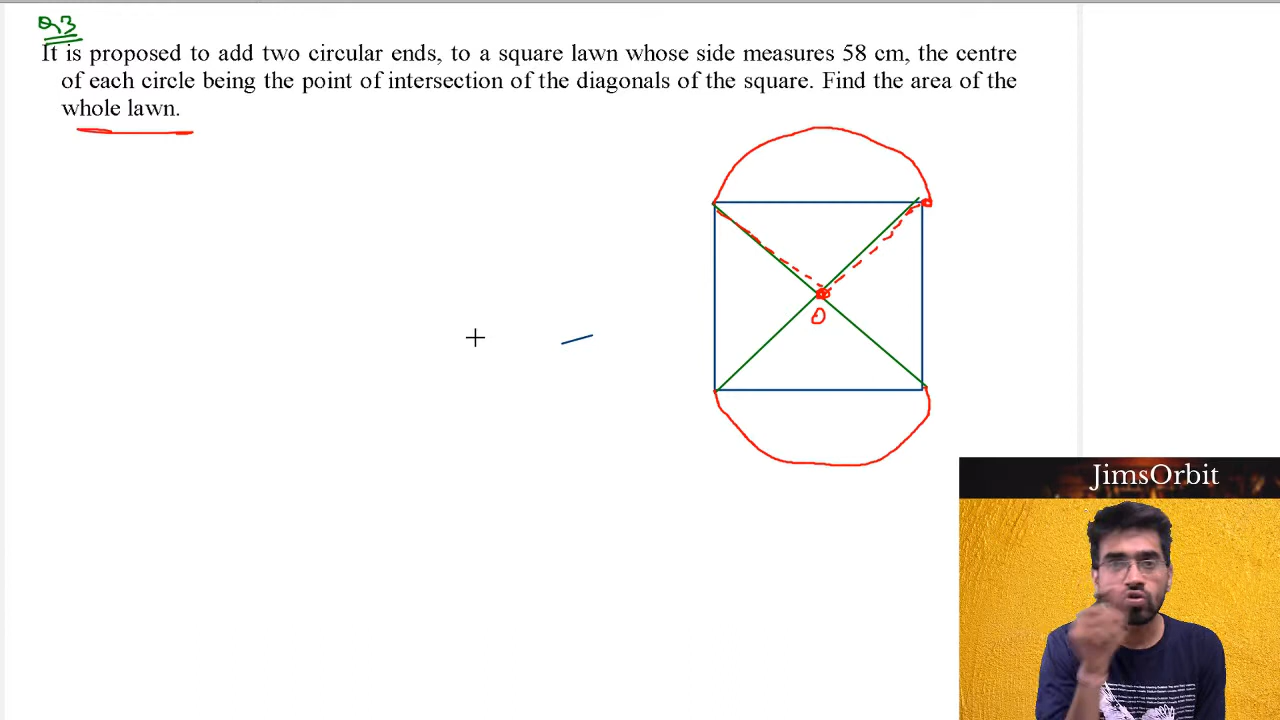 Q3
It is proposed to add two circular ends, to a square lawn whose side measures 58 cm, the centre
of each circle being the point of intersection of the diagonals of the square. Find the area of the
whole lawn.
O
JimsOrbit